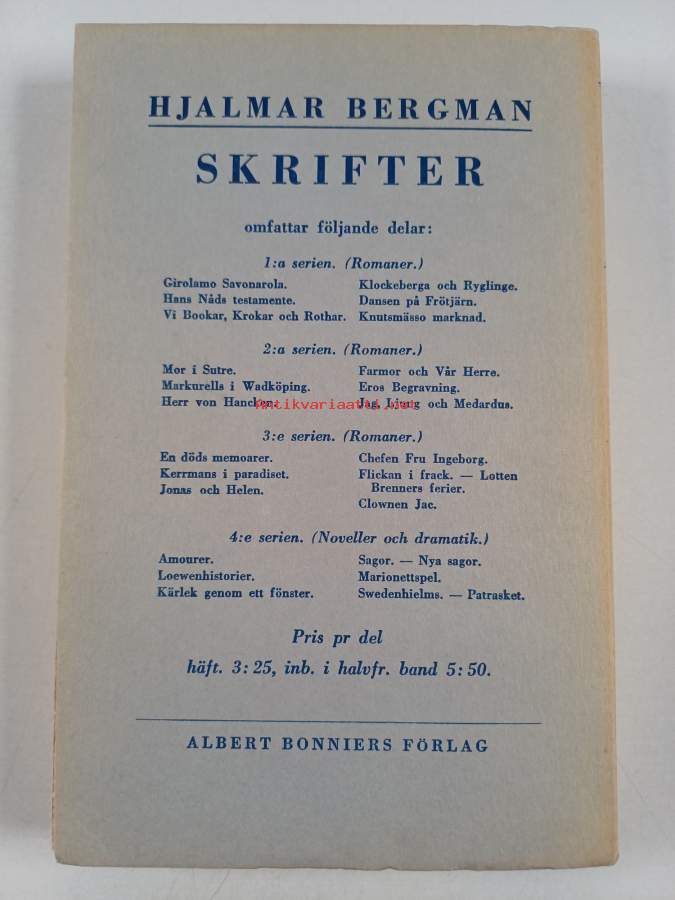 HJALMAR BERGMAN
SKRIFTER
omfattar följande delar:
1:a serien. (Romaner.)
Girolamo Savonarola.
Hans Nåds testamente.
Vi Bookar, Krokar och Rothar.
Klockeberga och Ryglinge.
Dansen på Frötjärn.
Knutsmässo marknad.
2:a serien. (Romaner.)
Mor i Sutre.
Markurells i Wadköping.
Herr von Hancken.
Farmor och Vår Herre.
Eros Begravning.
Jag, Ljung och Medardus.
Antikvariaatti.net
3:e serien. (Romaner.)
En döds memoarer.
Kerrmans i paradiset.
Jonas och Helen.
Chefen Fru Ingeborg.
Flickan i frack. — Lotten
Brenners ferier.
Clownen Jac.
4:e serien. (Noveller och dramatik.)
Amourer.
Loewenhistorier.
Kärlek genom ett fönster.
Sagor. — Nya sagor.
Marionettspel.
Swedenhielms. — Patrasket.
Pris pr del
häft. 3:25, inb. i halvfr. band 5:50.
ALBERT BONNIERS FÖRLAG